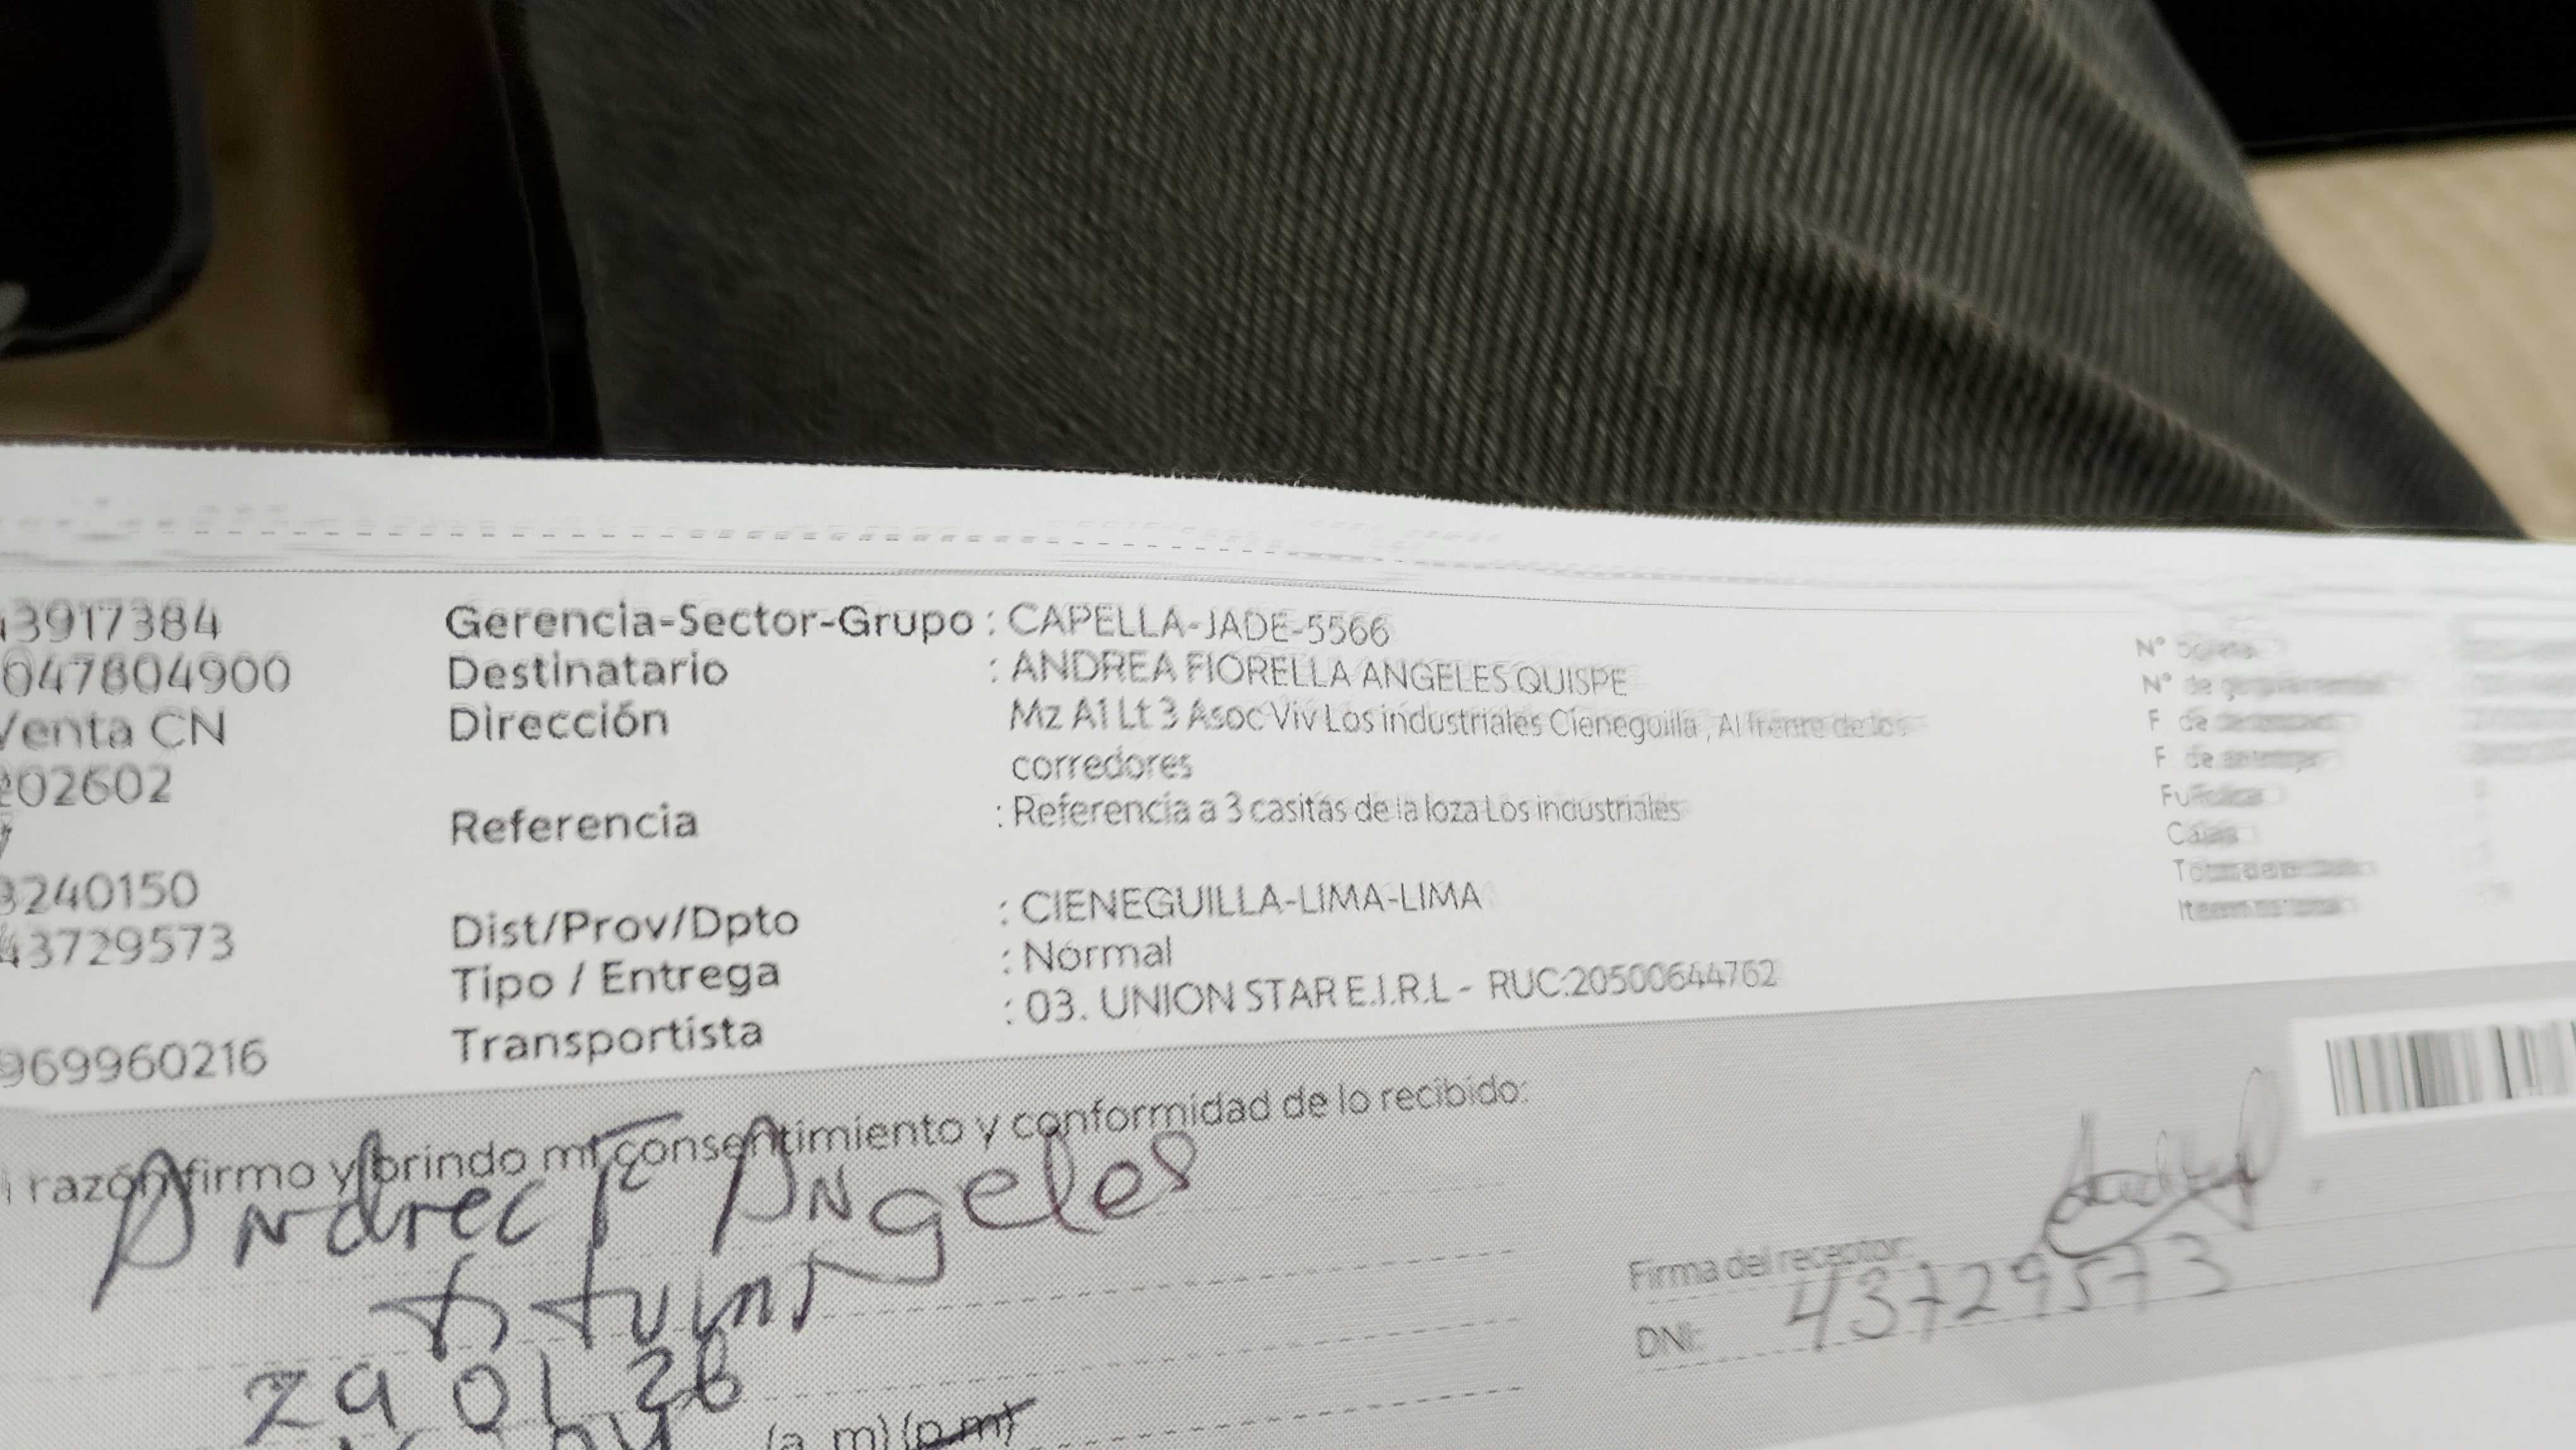 3917384
047804900
Venta CN
202602
3240150
43729573
969960216
Gerencia-Sector-Grupo : CAPELLA-JADE-5566
Destinatario : ANDREA FIORELLA ANGELES QUISPE
Dirección Mz A1 Lt 3 Asoc Viv Los industriales Cieneguilla, Al frente de los
corredores
Referencia : Referencia a 3 casitas de la loza Los industriales
Dist/Prov/Dpto : CIENEGUILLA-LIMA-LIMA
Tipo / Entrega : Normal
Transportista : 03. UNION STAR E.I.R.L - RUC:20500644762
N°
N° de
F de
F. de
razón firmo y brindo mi consentimiento y conformidad de lo recibido:
Angeles
29 01 26
(a. m) (p.m)
Firma del receptor:
DNI: 43729573